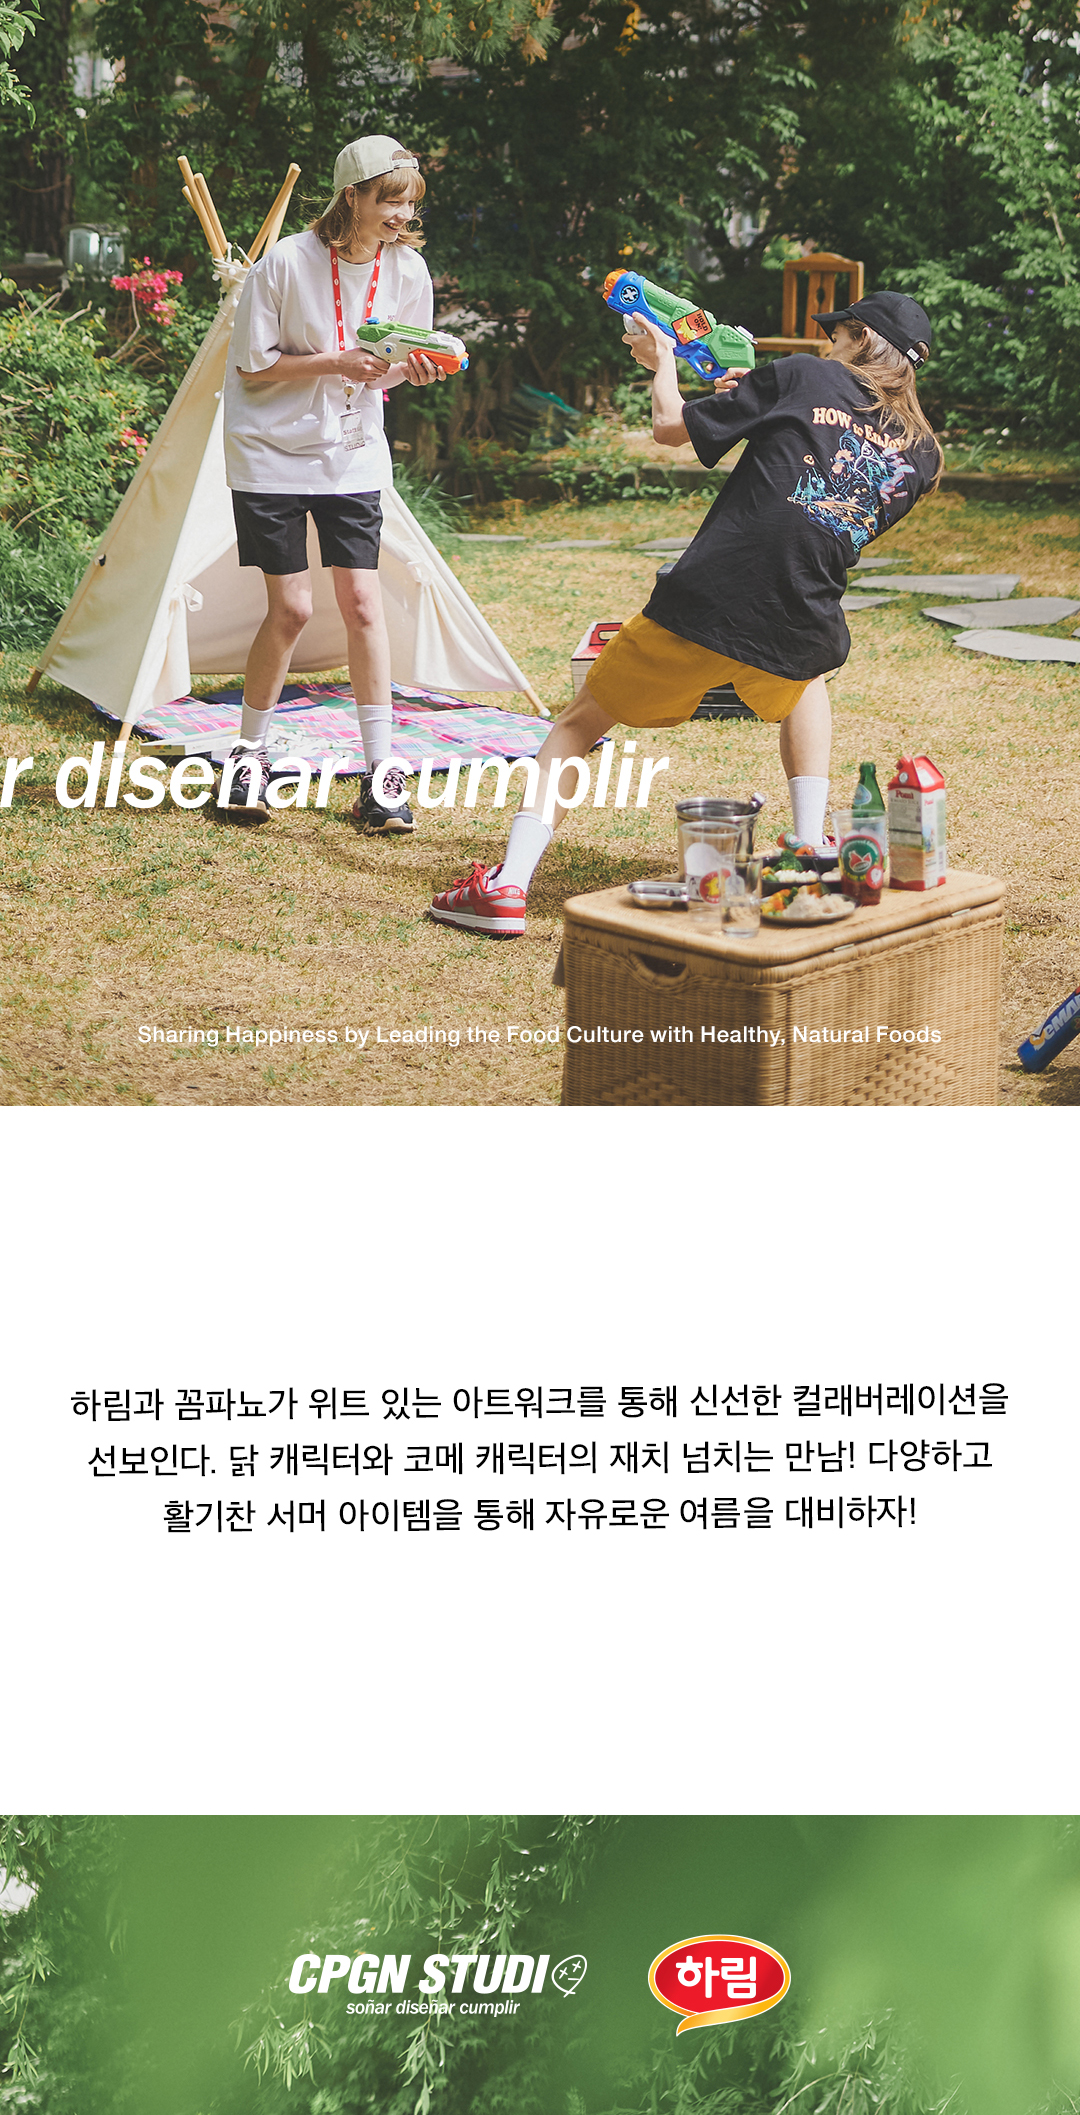 HOW to EnJoy
r diseñar cumplir
Sharing Happiness by Leading the Food Culture with Healthy, Natural Foods
하림과 꼼파뇨가 위트 있는 아트워크를 통해 신선한 컬래버레이션을
선보인다. 닭 캐릭터와 코메 캐릭터의 재치 넘치는 만남! 다양하고
활기찬 서머 아이템을 통해 자유로운 여름을 대비하자!
CPGN STUDIO
soñar diseñar cumplir
하림